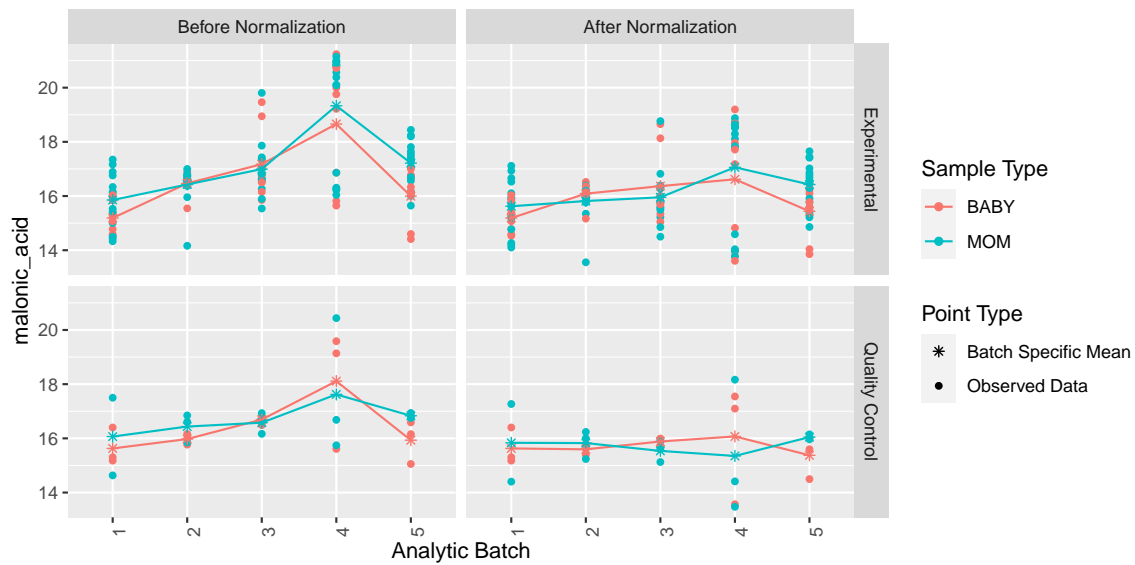 Before Normalization
After Normalization
malonic_acid
20
18
16
14
Experimental
20
18
16
14
Quality Control
1
2
3
4
5
1
2
3
4
5
Analytic Batch
Sample Type
BABY
MOM
Point Type
Batch Specific Mean
Observed Data